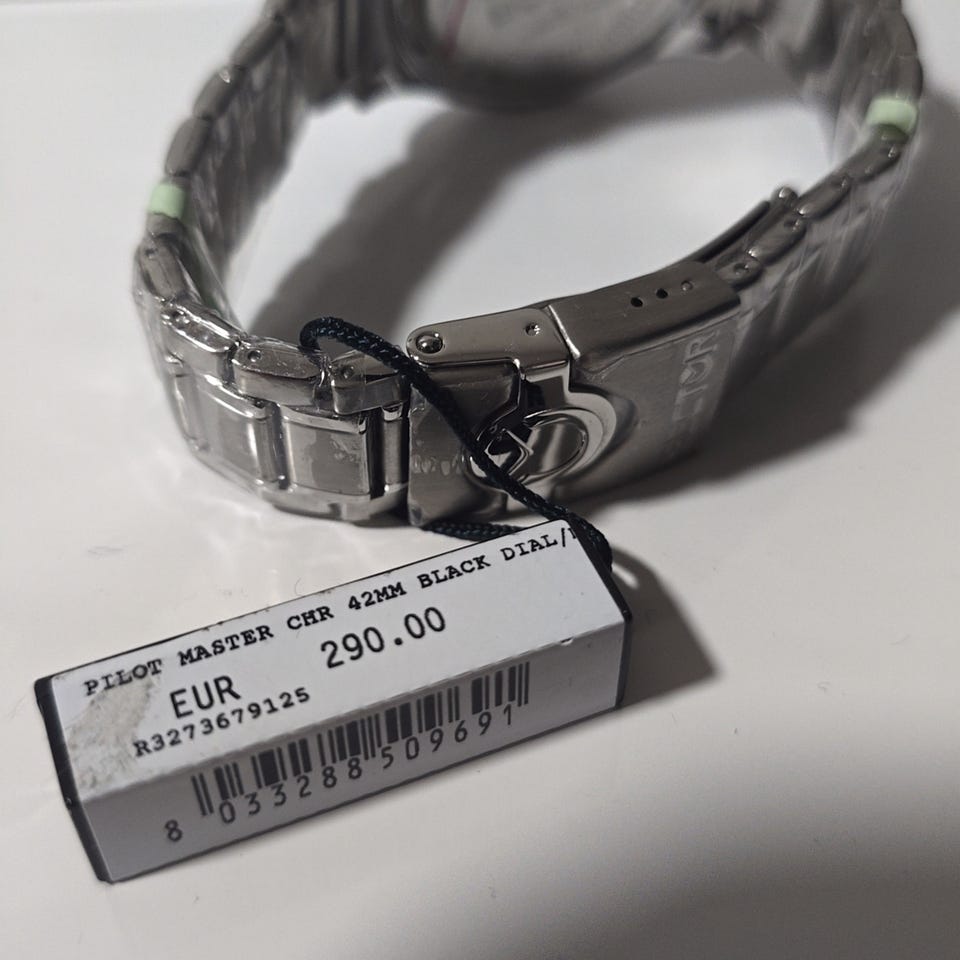 PILOT MASTER CHR 42MM BLACK DIAL/
EUR 290.00
R3273679125
8 033288 509691